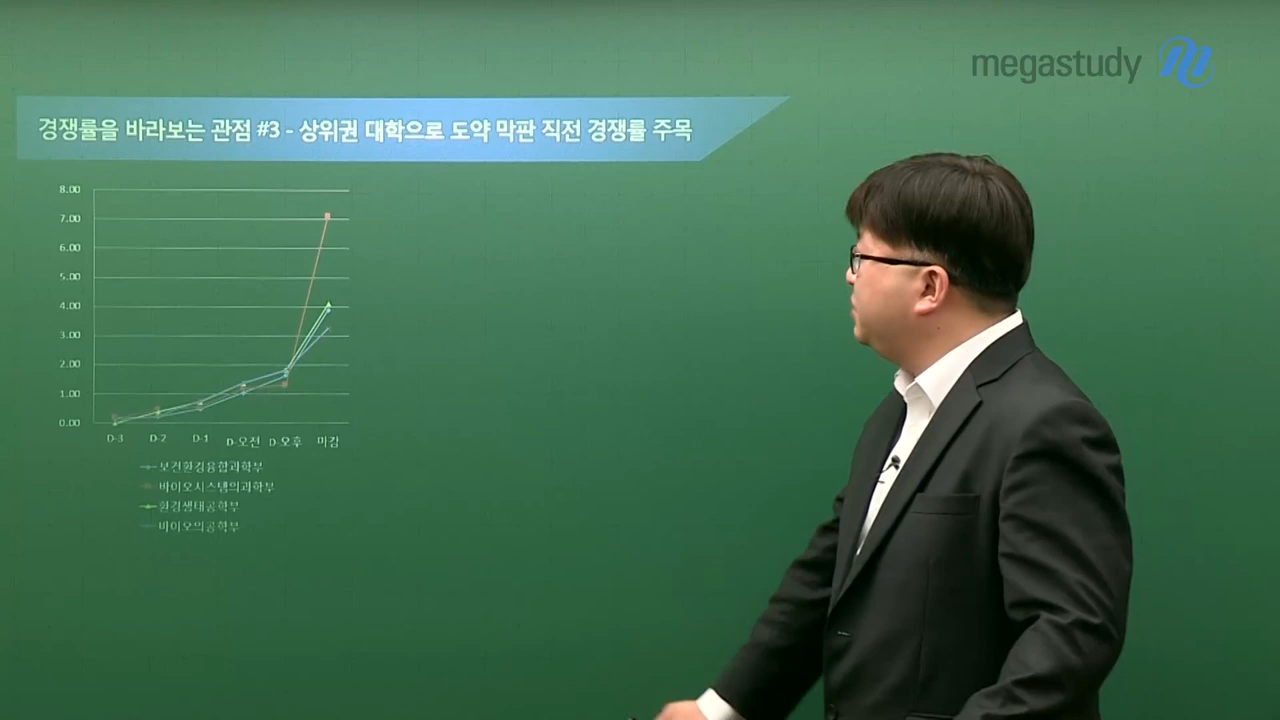 megastudy
경쟁률을 바라보는 관점 #3 - 상위권 대학으로 도약 막판 직전 경쟁률 주목
8.00
7.00
6.00
5.00
4.00
3.00
2.00
1.00
0.00
D-3 D-2 D-1 D-오전 D-오후 마감
보건환경융합과학부
바이오시스템의과학부
환경생태공학부
바이오의공학부